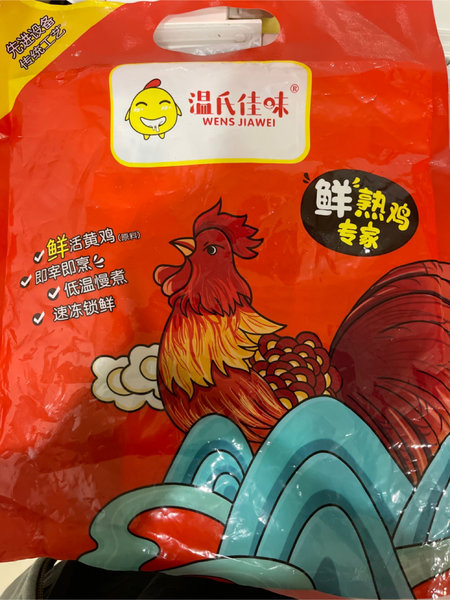 先进设备
传统工艺
温氏佳味®
WENS JIAWEI
鲜熟鸡
专家
鲜活黄鸡(原料)
即宰即烹
低温慢煮
速冻锁鲜